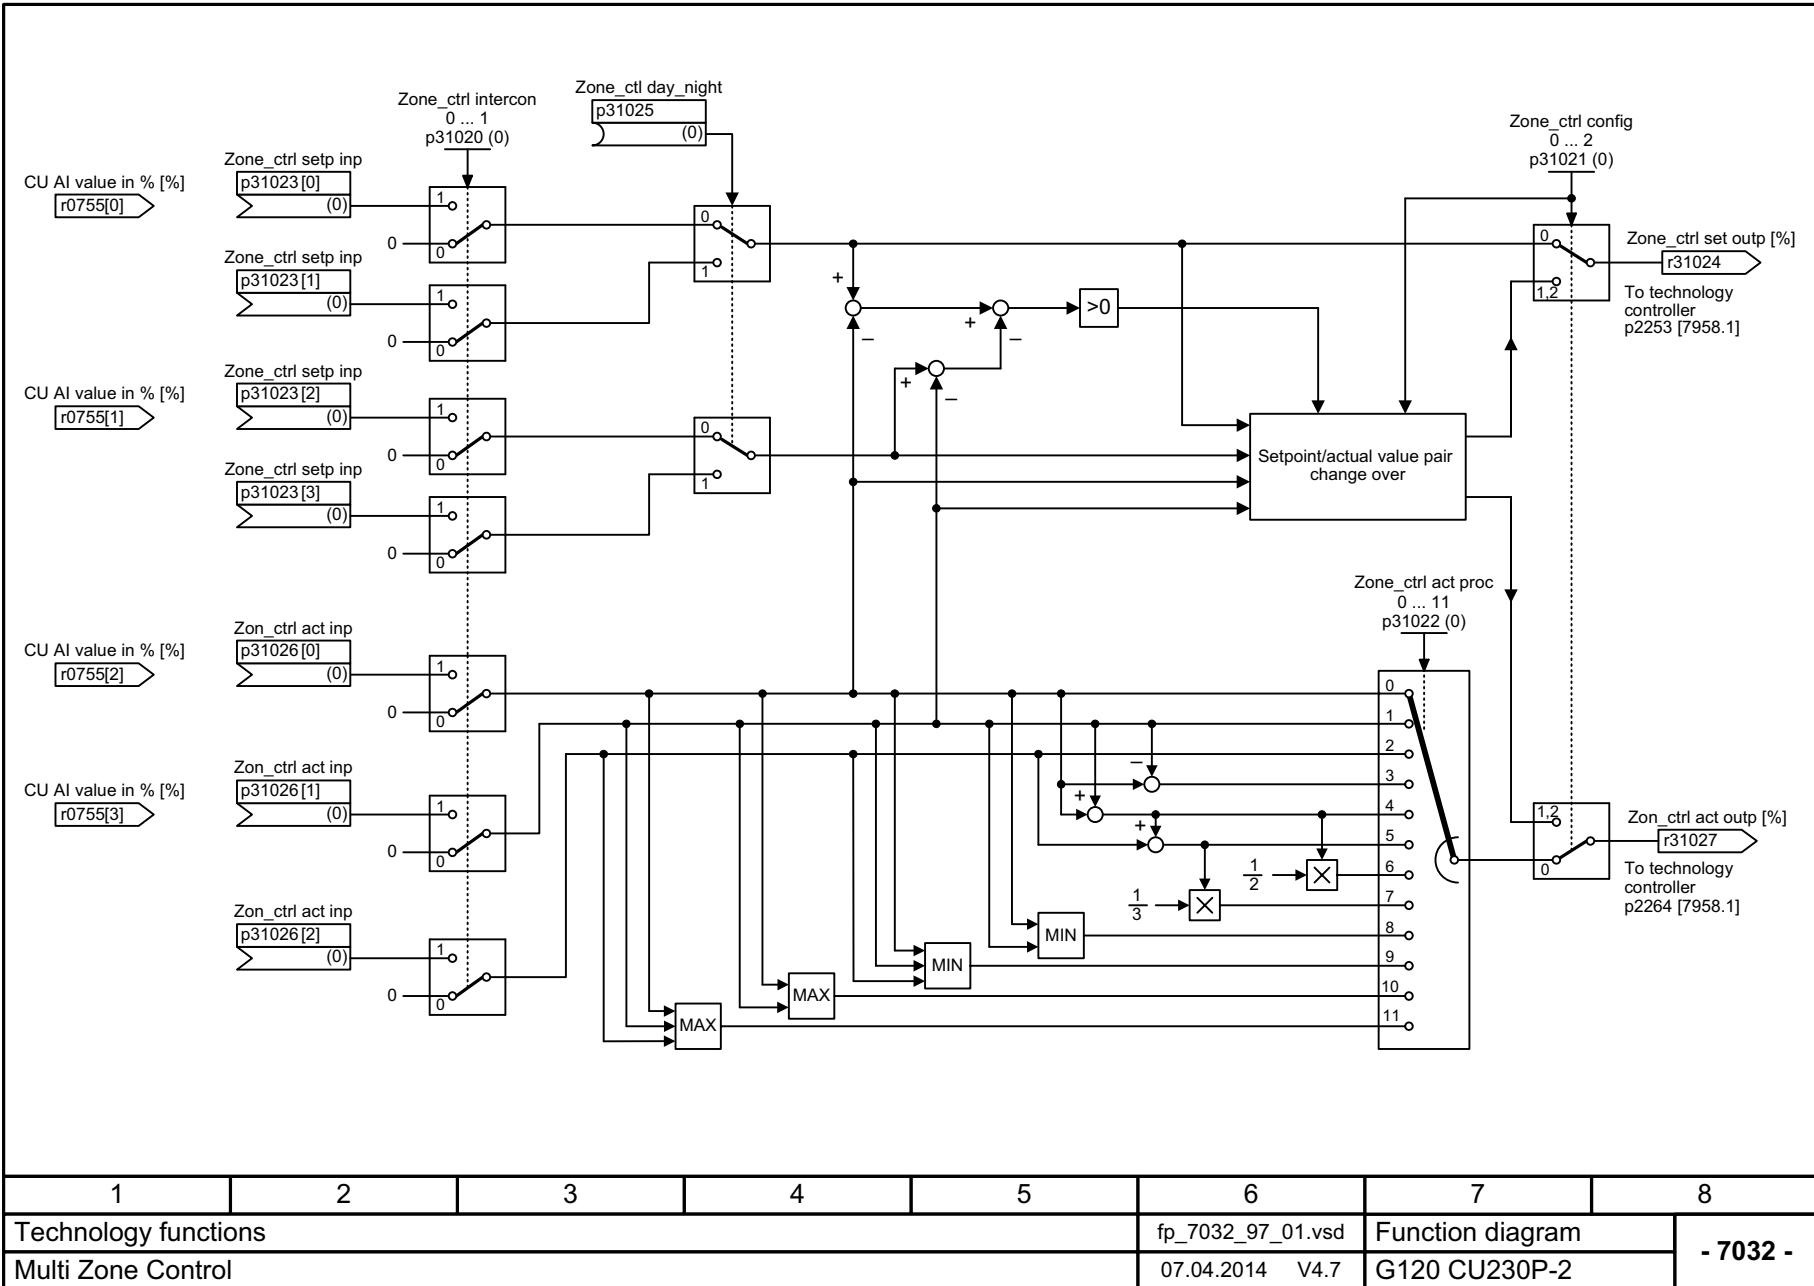 Zone_ctrl intercon
0 ... 1
p31020 (0)
Zone_ctl day_night
p31025
(0)
Zone_ctrl config
0 ... 2
p31021 (0)
CU AI value in % [%]
r0755[0]
Zone_ctrl setp inp
p31023 [0]
(0)
1
0
0
Zone_ctrl setp inp
p31023 [1]
(0)
1
0
0
0
1
CU AI value in % [%]
r0755[1]
Zone_ctrl setp inp
p31023 [2]
(0)
1
0
0
Zone_ctrl setp inp
p31023 [3]
(0)
1
0
0
0
1
+
–
+
–
+
–
>0
Setpoint/actual value pair
change over
0
1,2
Zone_ctrl set outp [%]
r31024
To technology
controller
p2253 [7958.1]
CU AI value in % [%]
r0755[2]
Zon_ctrl act inp
p31026 [0]
(0)
1
0
0
CU AI value in % [%]
r0755[3]
Zon_ctrl act inp
p31026 [1]
(0)
1
0
0
Zon_ctrl act inp
p31026 [2]
(0)
1
0
0
Zone_ctrl act proc
0 ... 11
p31022 (0)
0
1
2
–
3
+
4
+
5
1
2
6
1
3
7
MIN
8
MIN
9
MAX
10
MAX
11
1,2
0
Zon_ctrl act outp [%]
r31027
To technology
controller
p2264 [7958.1]
1 2 3 4 5 6 7 8
Technology functions fp_7032_97_01.vsd Function diagram
- 7032 -
Multi Zone Control 07.04.2014 V4.7 G120 CU230P-2